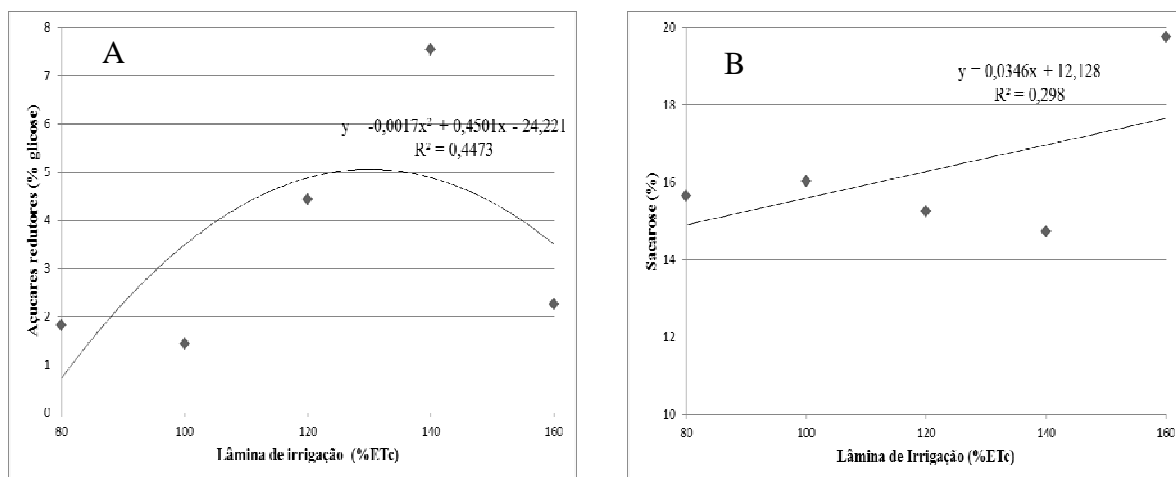 A
8
7
6
5
4
3
2
1
0
y -0,0017x² + 0,4501x - 24,221
R² = 0,4473
Açucares redutores (% glicose)
80 100 120 140 160
Lâmina de irrigação (%ETc)
B
20
18
16
14
12
10
y = 0,0346x + 12,128
R² = 0,298
Sacarose (%)
80 100 120 140 160
Lâmina de Irrigação (%ETc)